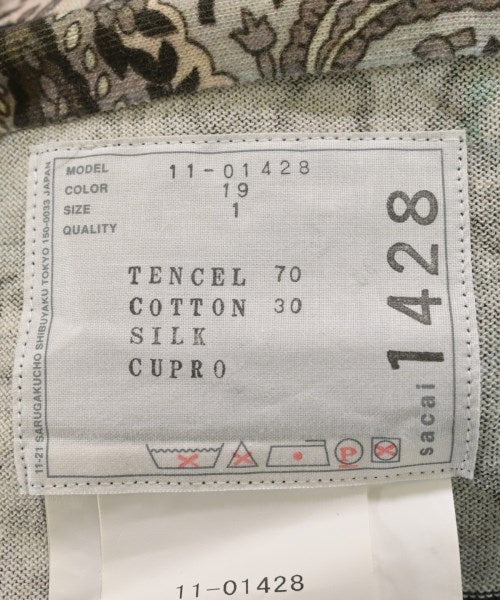 MODEL 11-01428
COLOR 19
SIZE 1
QUALITY
TENCEL 70
COTTON 30
SILK
CUPRO
P
11-21 SARUGAKUCHO SHIBUYAKU TOKYO 150-0033 JAPAN
sacai 1428
11-01428